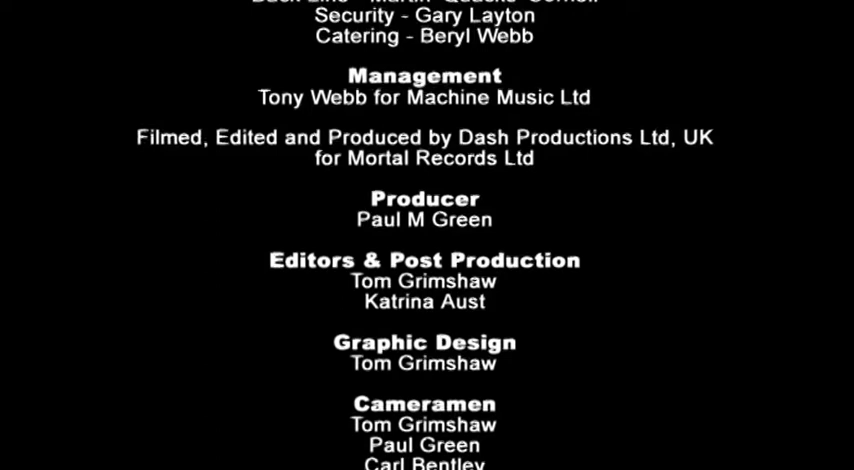 Security - Gary Layton
Catering - Beryl Webb
Management
Tony Webb for Machine Music Ltd
Filmed, Edited and Produced by Dash Productions Ltd, UK
for Mortal Records Ltd
Producer
Paul M Green
Editors & Post Production
Tom Grimshaw
Katrina Aust
Graphic Design
Tom Grimshaw
Cameramen
Tom Grimshaw
Paul Green
Carl Bentley